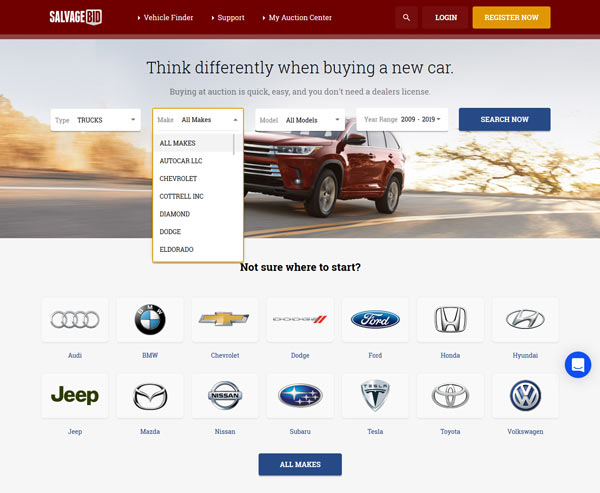 SALVAGE BID
Vehicle Finder Support My Auction Center LOGIN REGISTER NOW
Think differently when buying a new car.
Buying at auction is quick, easy, and you don't need a dealers license.
Type TRUCKS Make All Makes Model All Models Year Range 2009 - 2019 SEARCH NOW
ALL MAKES
AUTOCAR LLC
CHEVROLET
COTTRELL INC
DIAMOND
DODGE
ELDORADO
Not sure where to start?
BMW DODGE Ford
Audi BMW Chevrolet Dodge Ford Honda Hyundai
Jeep NISSAN SUBARU TESLA
Jeep Mazda Nissan Subaru Tesla Toyota Volkswagen
ALL MAKES